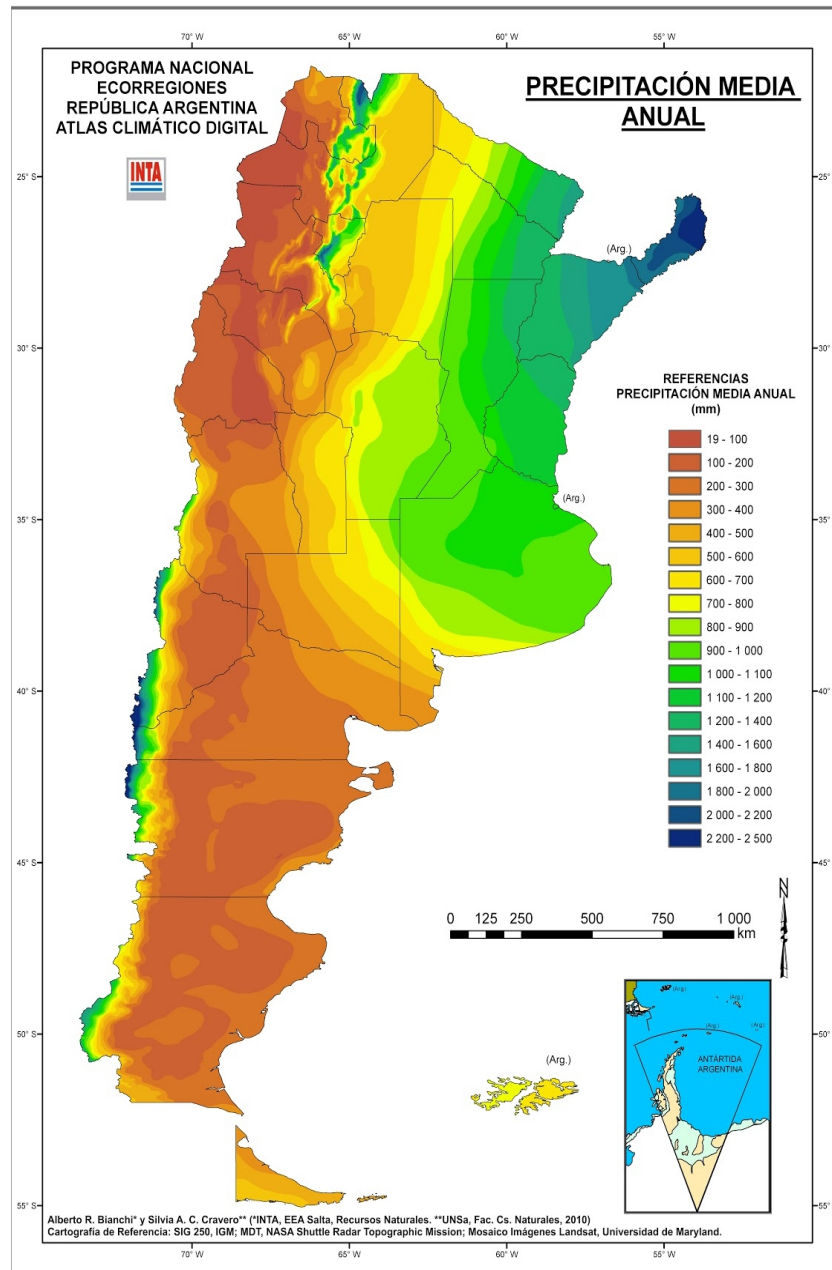 70° W
65° W
60° W
55° W
PROGRAMA NACIONAL
ECORREGIONES
REPÚBLICA ARGENTINA
ATLAS CLIMÁTICO DIGITAL
INTA
PRECIPITACIÓN MEDIA
ANUAL
25° S
25° S
(Arg.)
30° S
30° S
REFERENCIAS
PRECIPITACIÓN MEDIA ANUAL
(mm)
19 - 100
100 - 200
200 - 300
300 - 400
400 - 500
500 - 600
600 - 700
700 - 800
800 - 900
900 - 1 000
1 000 - 1 100
1 100 - 1 200
1 200 - 1 400
1 400 - 1 600
1 600 - 1 800
1 800 - 2 000
2 000 - 2 200
2 200 - 2 500
(Arg.)
35° S
35° S
40° S
40° S
45° S
45° S
N
0 125 250 500 750 1 000
km
50° S
50° S
(Arg.)
(Arg.)
(Arg.)
(Arg.)
(Arg.)
ANTÁRTIDA
ARGENTINA
55° S
55° S
Alberto R. Bianchi* y Silvia A. C. Cravero** (*INTA, EEA Salta, Recursos Naturales. **UNSa, Fac. Cs. Naturales, 2010)
Cartografía de Referencia: SIG 250, IGM; MDT, NASA Shuttle Radar Topographic Mission; Mosaico Imágenes Landsat, Universidad de Maryland.
70° W
65° W
60° W
55° W